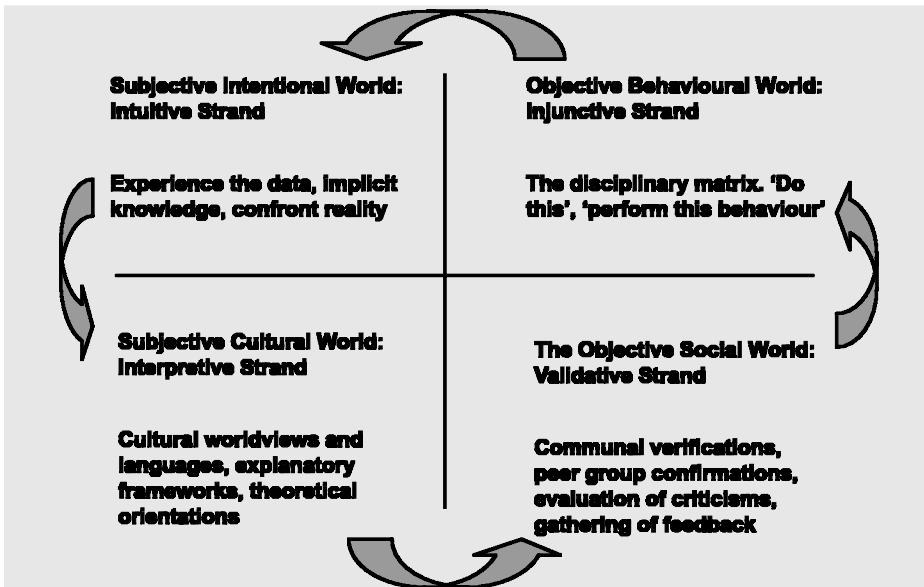 Subjective Intentional World:
Intuitive Strand
Experience the data, implicit
knowledge, confront reality
Objective Behavioural World:
Injunctive Strand
The disciplinary matrix. ‘Do
this’, ‘perform this behaviour’
Subjective Cultural World:
Interpretive Strand
Cultural worldviews and
languages, explanatory
frameworks, theoretical
orientations
The Objective Social World:
Validative Strand
Communal verifications,
peer group confirmations,
evaluation of criticisms,
gathering of feedback